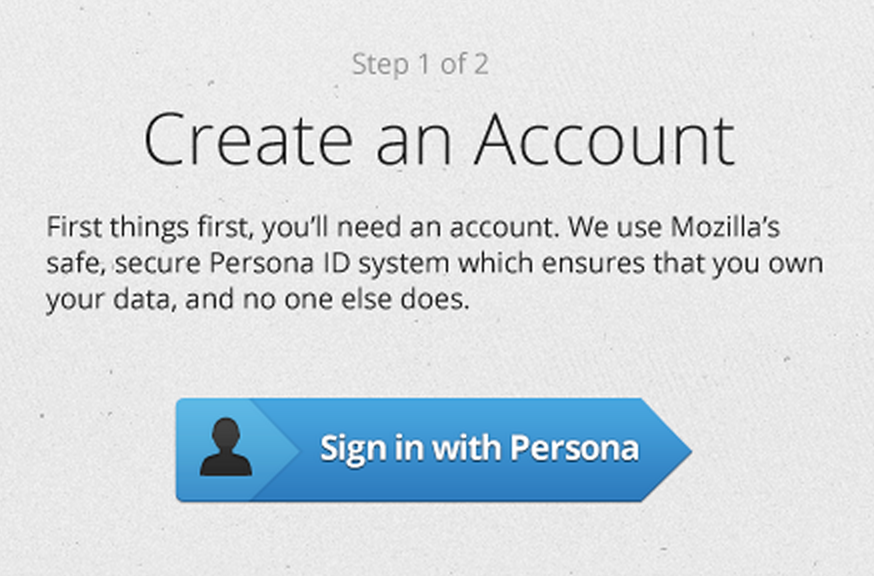 Step 1 of 2
Create an Account
First things first, you’ll need an account. We use Mozilla’s
safe, secure Persona ID system which ensures that you own
your data, and no one else does.
Sign in with Persona